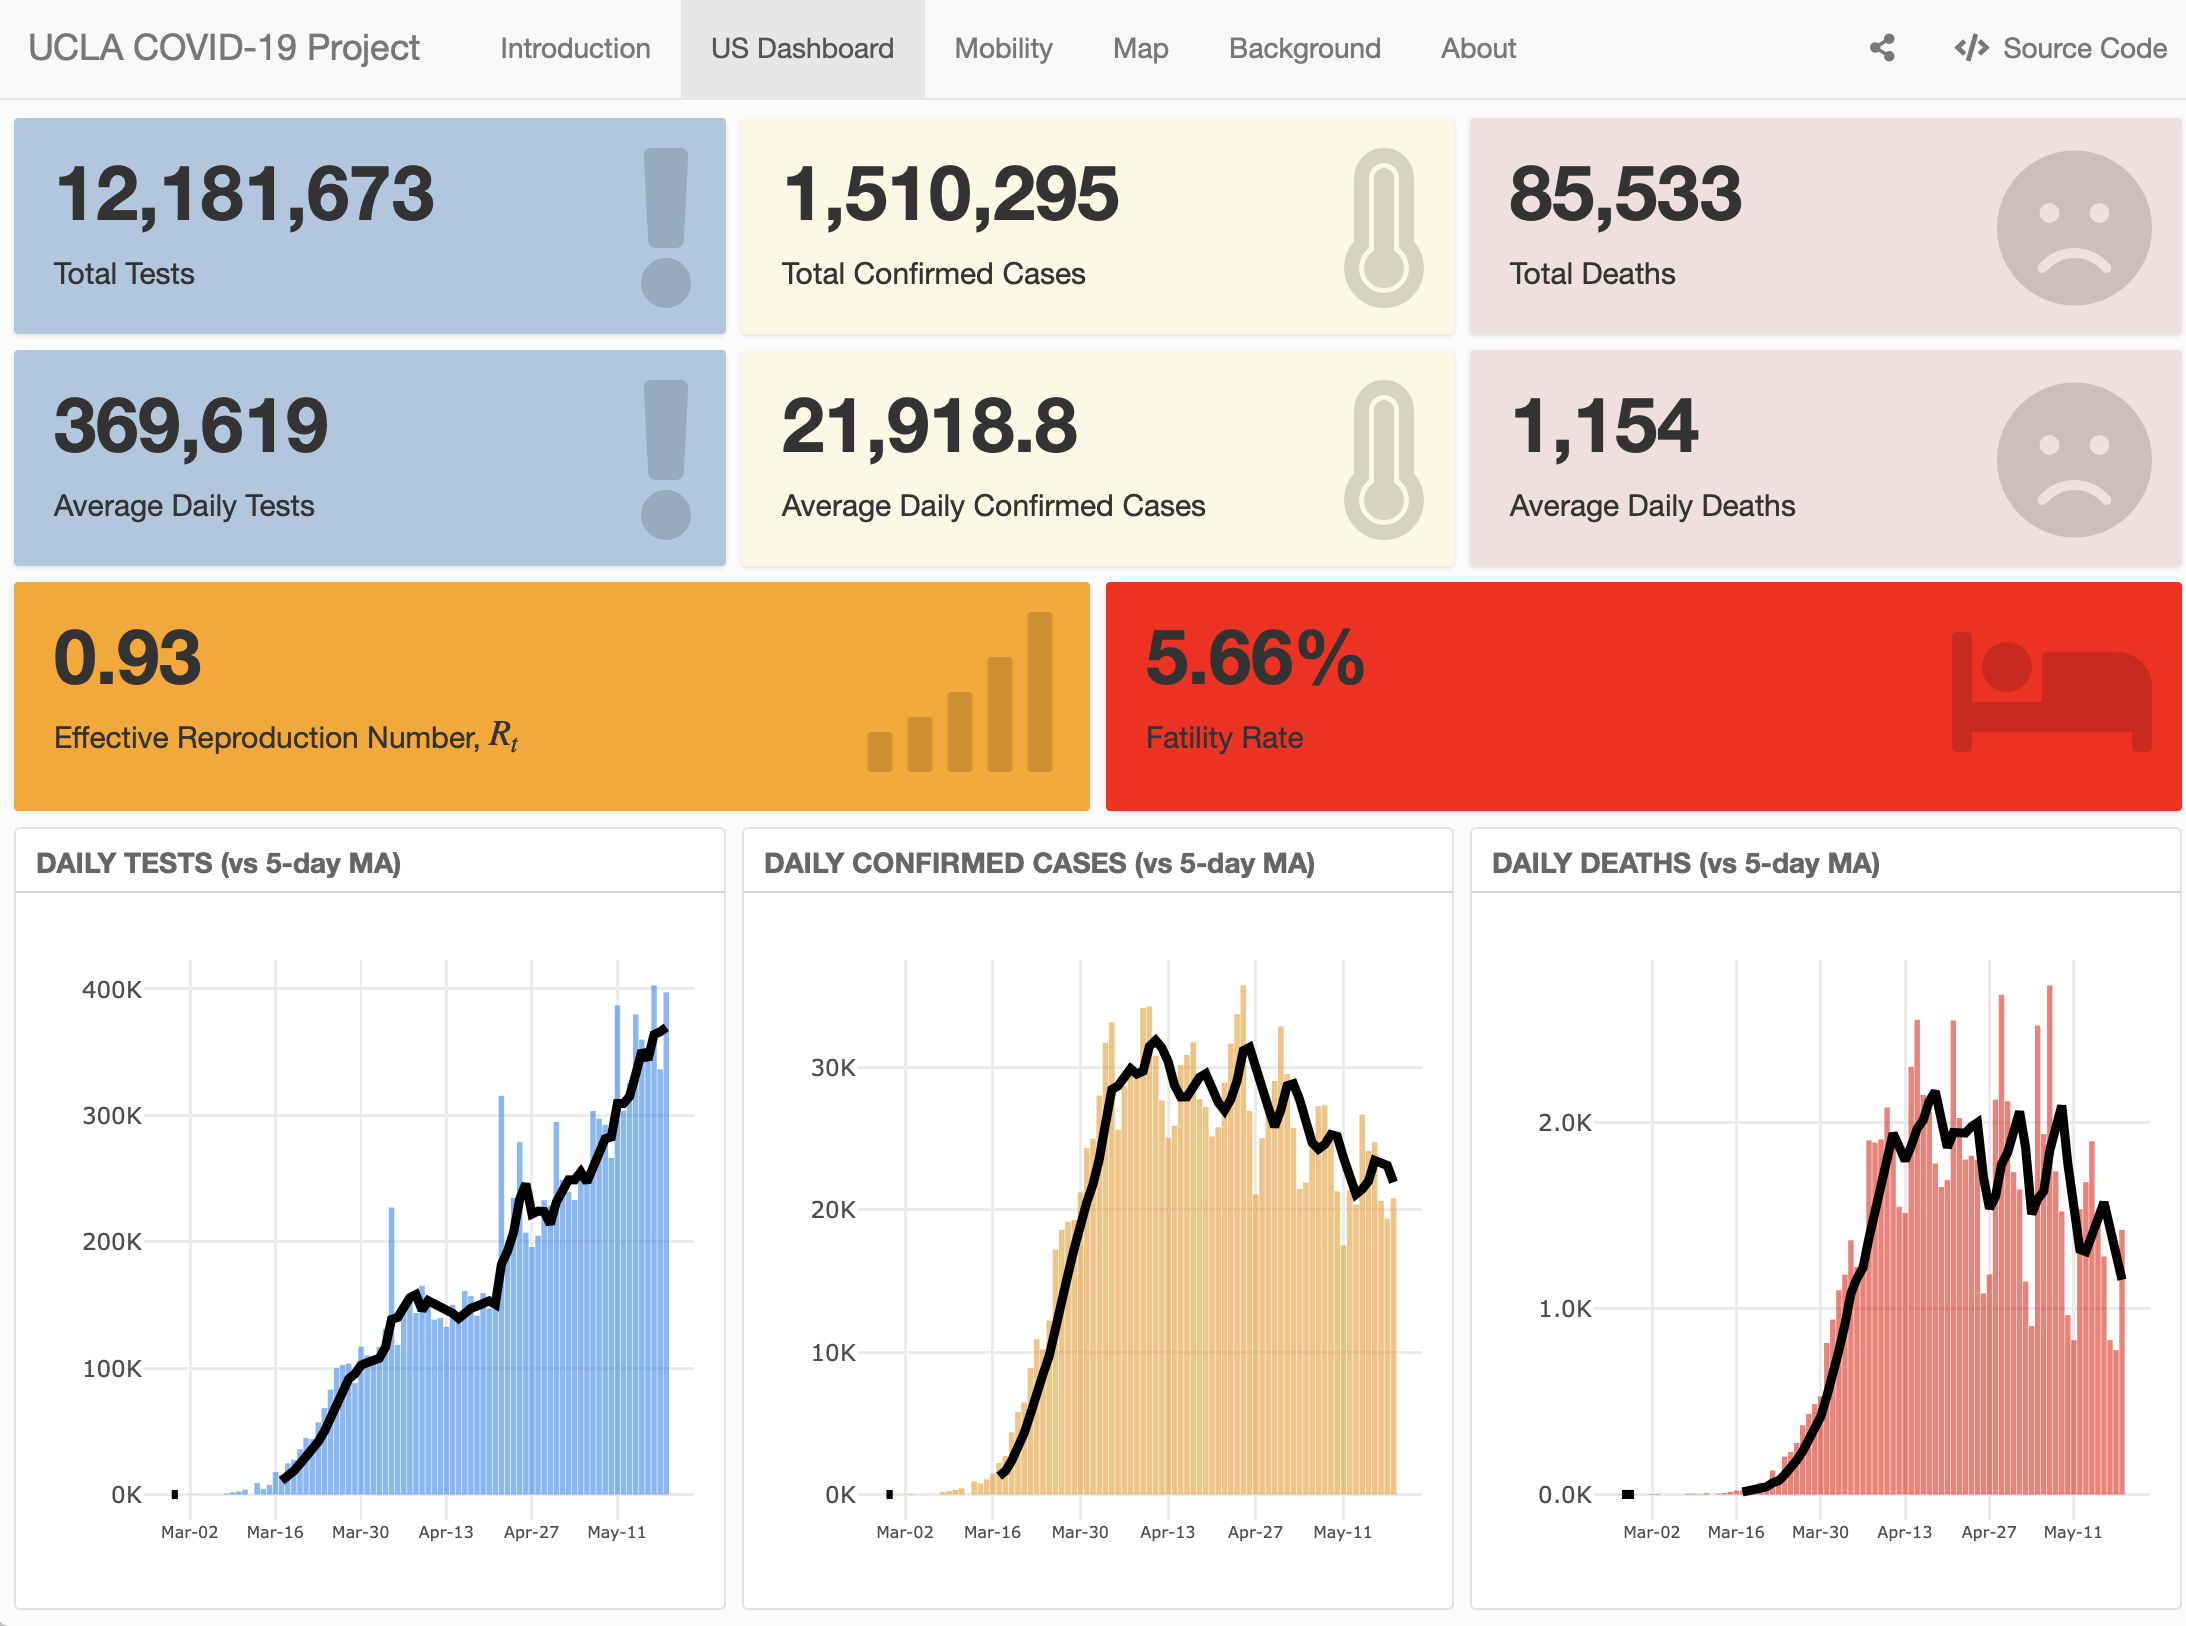 UCLA COVID-19 Project Introduction US Dashboard Mobility Map Background About Source Code
12,181,673
Total Tests
1,510,295
Total Confirmed Cases
85,533
Total Deaths
369,619
Average Daily Tests
21,918.8
Average Daily Confirmed Cases
1,154
Average Daily Deaths
0.93
Effective Reproduction Number, Rt
5.66%
Fatility Rate
DAILY TESTS (vs 5-day MA)
400K
300K
200K
100K
0K
Mar-02 Mar-16 Mar-30 Apr-13 Apr-27 May-11
DAILY CONFIRMED CASES (vs 5-day MA)
30K
20K
10K
0K
Mar-02 Mar-16 Mar-30 Apr-13 Apr-27 May-11
DAILY DEATHS (vs 5-day MA)
2.0K
1.0K
0.0K
Mar-02 Mar-16 Mar-30 Apr-13 Apr-27 May-11